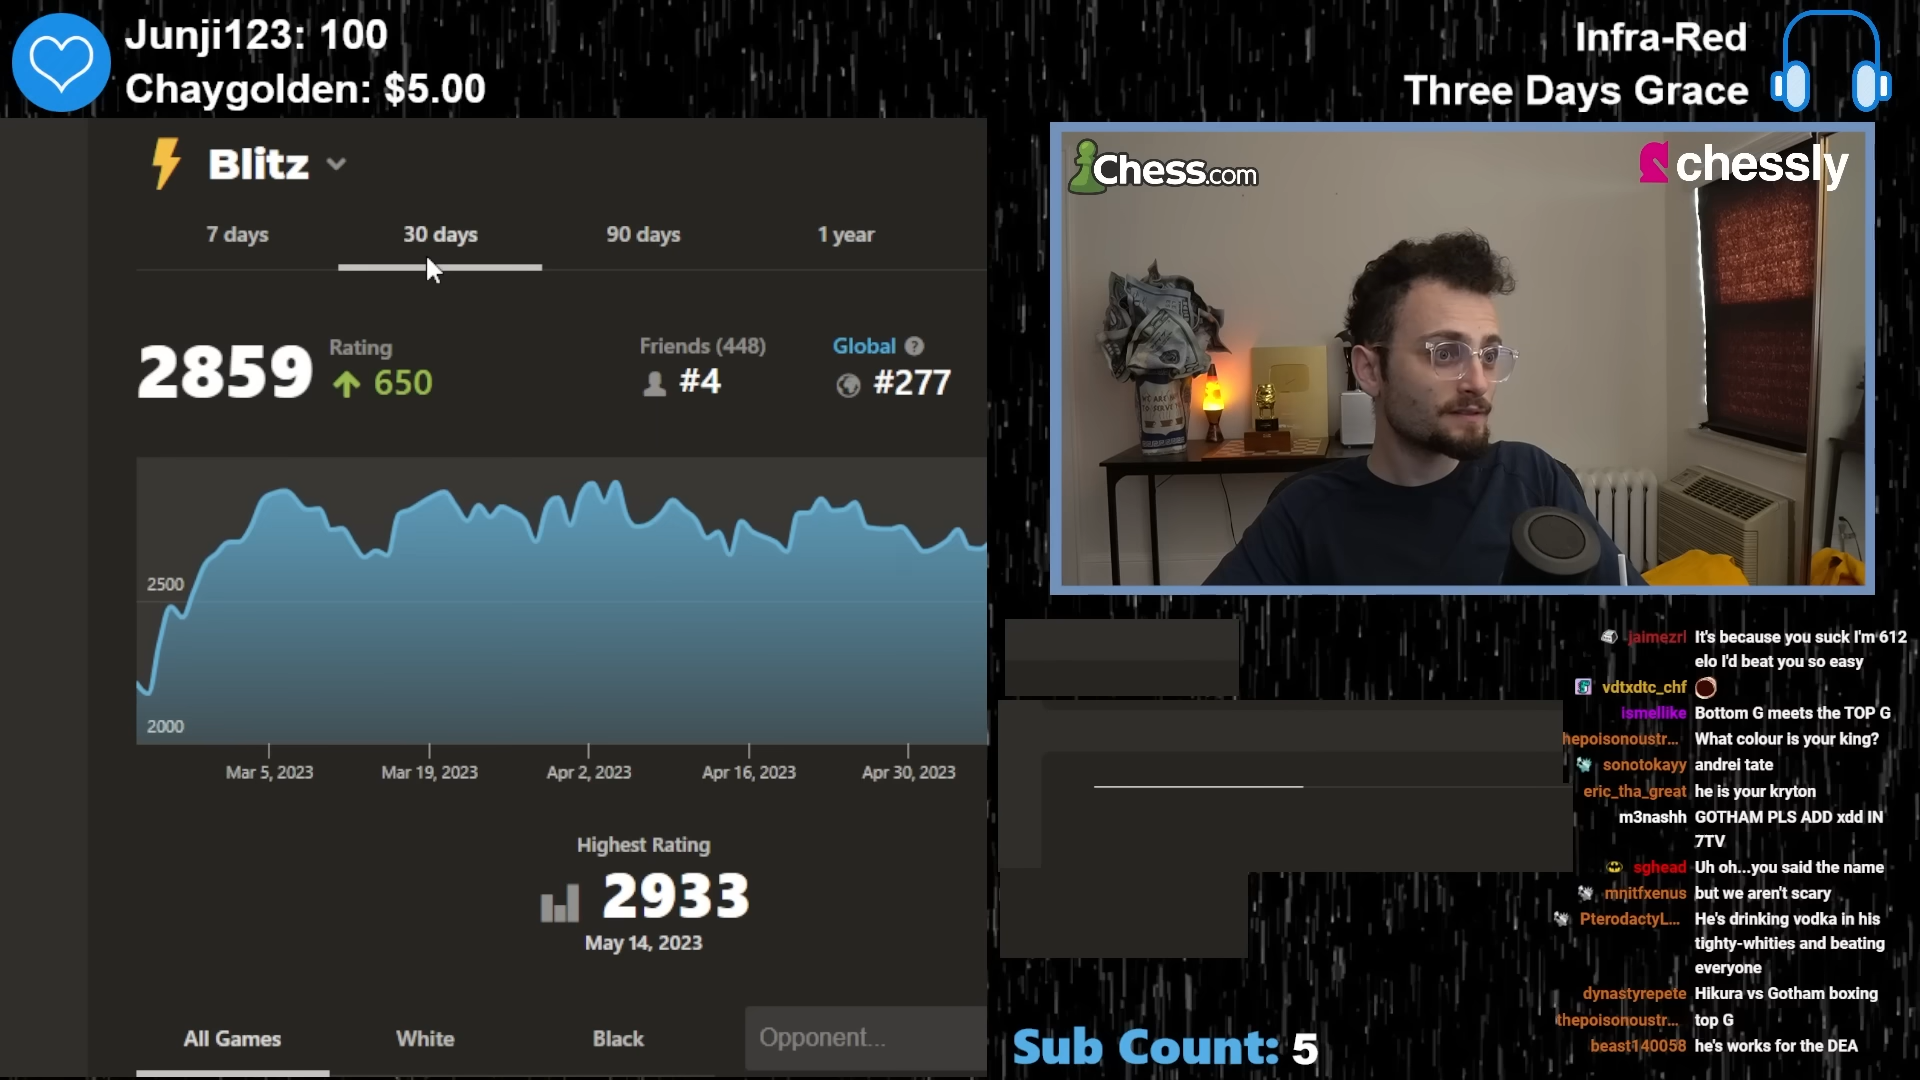 Junji123: 100
Chaygolden: $5.00
Infra-Red
Three Days Grace
Blitz
7 days
30 days
90 days
1 year
2859
Rating
650
Friends (448)
#4
Global ?
#277
2500
2000
Mar 5, 2023
Mar 19, 2023
Apr 2, 2023
Apr 16, 2023
Apr 30, 2023
Highest Rating
2933
May 14, 2023
All Games
White
Black
Opponent...
Chess.com
chessly
jaimezrl It's because you suck I'm 612
elo I'd beat you so easy
vdtxdtc_chf
ismellike Bottom G meets the TOP G
hepoisonoustr... What colour is your king?
sonotokayy andrei tate
eric_tha_great he is your kryton
m3nashh GOTHAM PLS ADD xdd IN
7TV
sghead Uh oh...you said the name
mnitfxenus but we aren't scary
PterodactyL... He's drinking vodka in his
tighty-whities and beating
everyone
dynastyrepete Hikura vs Gotham boxing
thepoisonoustr... top G
beast140058 he's works for the DEA
Sub Count: 5